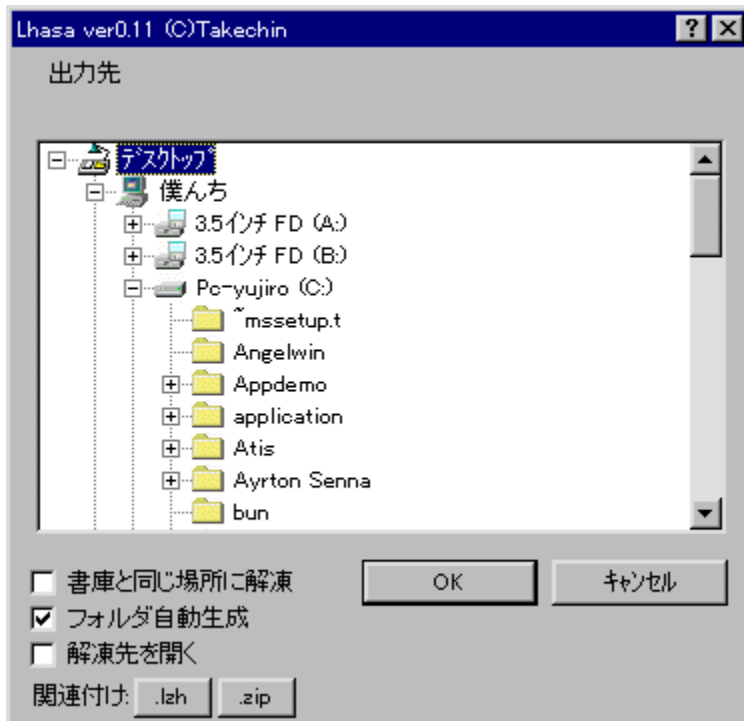 Lhasa ver0.11 (C)Takechin
出力先
ﾃﾞｽｸﾄｯﾌﾟ
僕んち
3.5ｲﾝﾁ FD (A:)
3.5ｲﾝﾁ FD (B:)
Pc-yujiro (C:)
~mssetup.t
Angelwin
Appdemo
application
Atis
Ayrton Senna
bun
書庫と同じ場所に解凍
OK ｷｬﾝｾﾙ
フォルダ自動生成
解凍先を開く
関連付け: .lzh .zip